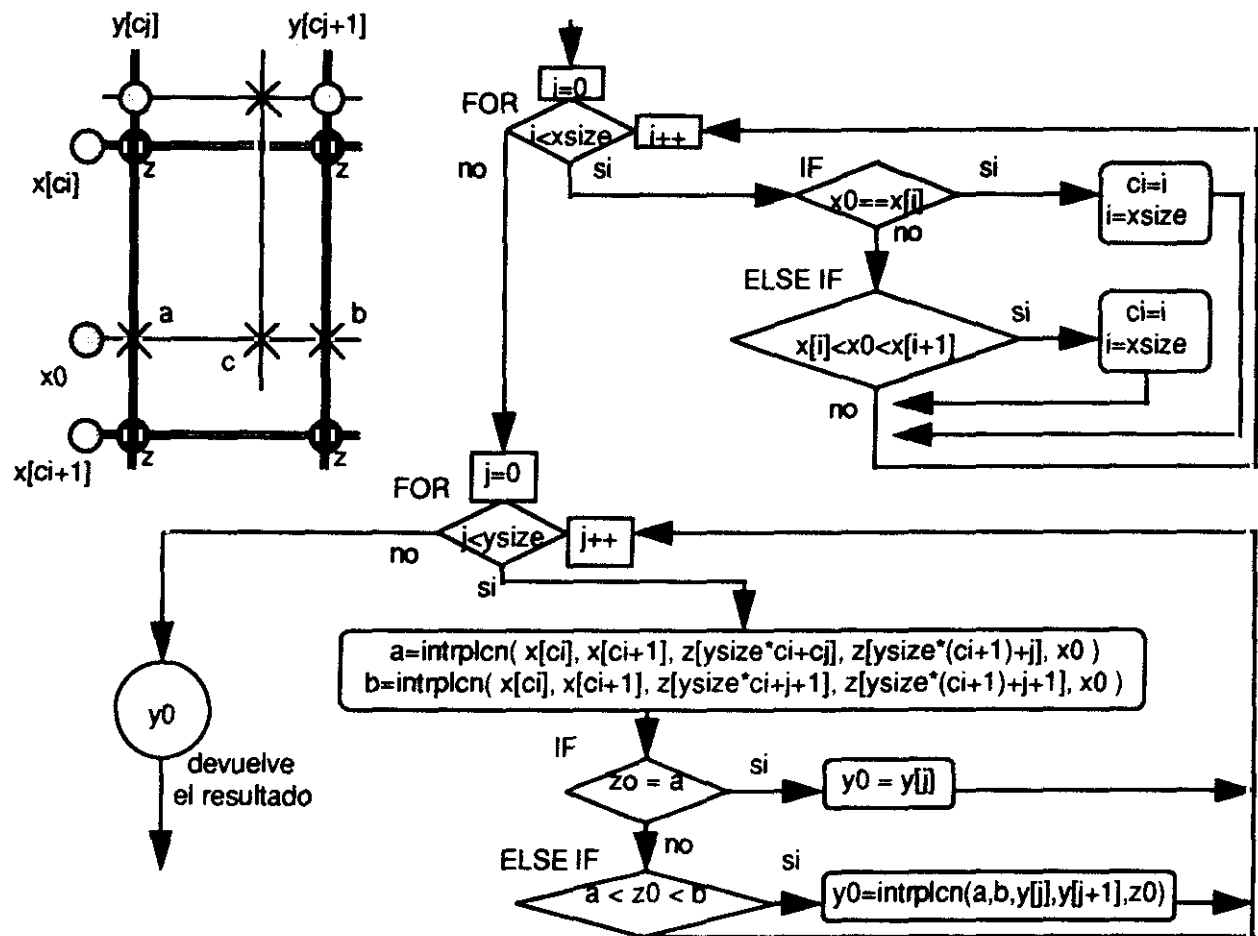 y[cj]
y[cj+1]
x[ci]
z
z
a
b
c
x0
x[ci+1]
z
z
i=0
FOR
i<xsize
i++
no
si
IF
x0==x[i]
si
ci=i
i=xsize
no
ELSE IF
x[i]<x0<x[i+1]
si
ci=i
i=xsize
no
j=0
FOR
j<ysize
j++
no
si
a=intrplcn( x[ci], x[ci+1], z[ysize*ci+cj], z[ysize*(ci+1)+j], x0 )
b=intrplcn( x[ci], x[ci+1], z[ysize*ci+j+1], z[ysize*(ci+1)+j+1], x0 )
y0
devuelve
el resultado
IF
zo = a
si
y0 = y[j]
no
ELSE IF
a < z0 < b
si
y0=intrplcn(a,b,y[j],y[j+1],z0)